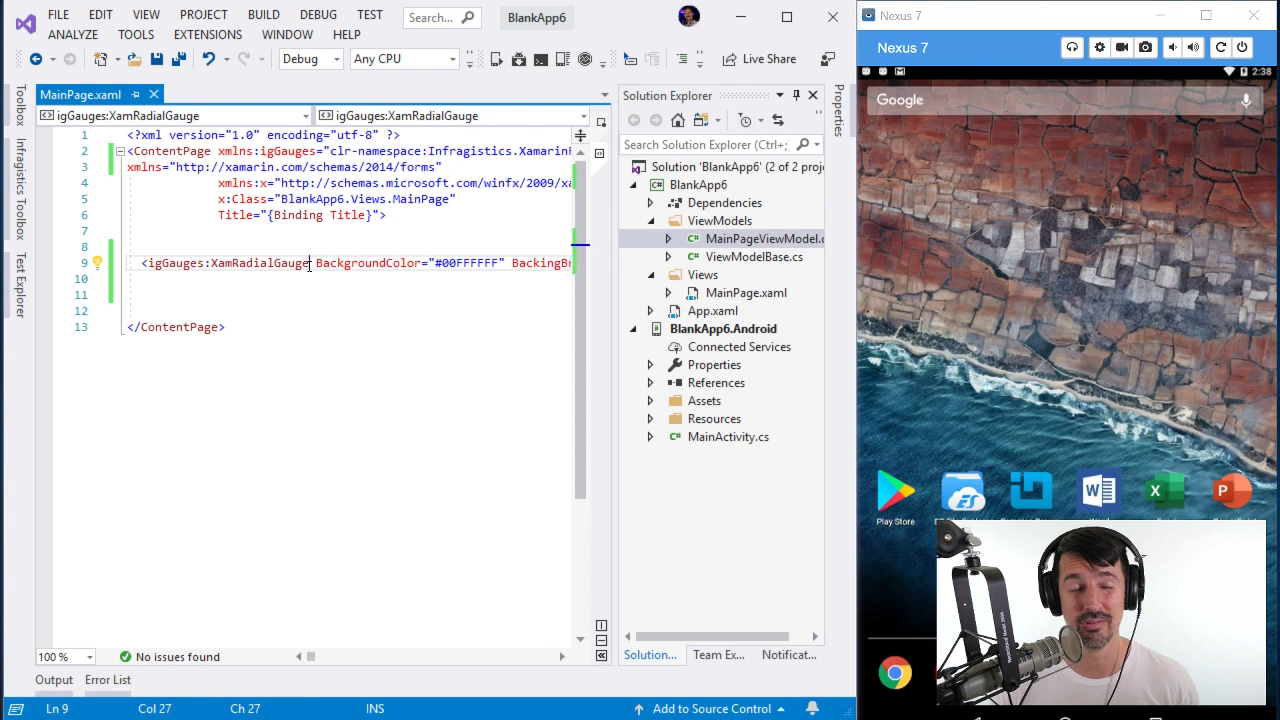 FILE EDIT VIEW PROJECT BUILD DEBUG TEST
ANALYZE TOOLS EXTENSIONS WINDOW HELP
Search...
BlankApp6
Debug
Any CPU
Live Share
Toolbox
Infragistics Toolbox
Test Explorer
MainPage.xaml
igGauges:XamRadialGauge
igGauges:XamRadialGauge
1 <?xml version="1.0" encoding="utf-8" ?>
2 <ContentPage xmlns:igGauges="clr-namespace:Infragistics.XamarinF
3 xmlns="http://xamarin.com/schemas/2014/forms"
4 xmlns:x="http://schemas.microsoft.com/winfx/2009/xa
5 x:Class="BlankApp6.Views.MainPage"
6 Title="{Binding Title}">
7
8
9 <igGauges:XamRadialGauge BackgroundColor="#00FFFFFF" BackingBr
10
11
12
13 </ContentPage>
100 %
No issues found
Output Error List
Ln 9 Col 27 Ch 27 INS
Add to Source Control
Solution Explorer
Search Solution Explorer (Ctrl+;
Solution 'BlankApp6' (2 of 2 proj
BlankApp6
Dependencies
ViewModels
MainPageViewModel.c
ViewModelBase.cs
Views
MainPage.xaml
App.xaml
BlankApp6.Android
Connected Services
Properties
References
Assets
Resources
MainActivity.cs
Solution... Team Ex... Notificat...
Properties
Nexus 7
Nexus 7
2:38
Google
Play Store